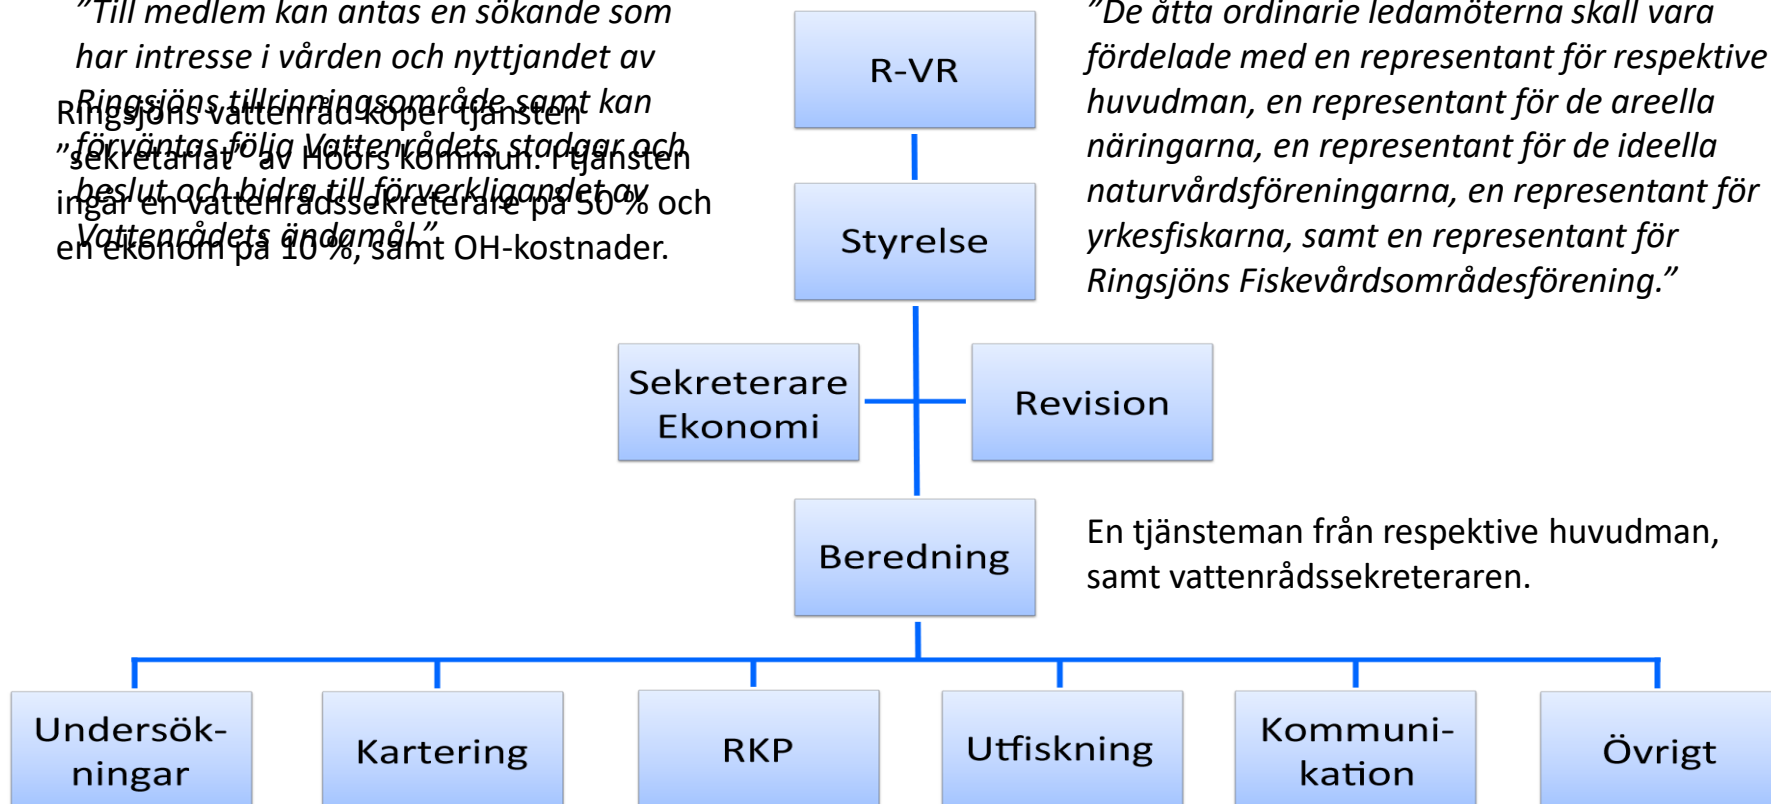 ”Till medlem kan antas en sökande som
har intresse i vården och nyttjandet av
Ringsjöns tillrinningsområde samt kan
förväntas följa Vattenrådets stadgar och
beslut och bidra till förverkligandet av
Vattenrådets ändamål.”
Ringsjöns vattenråd köper tjänsten
”sekretariat” av Höörs kommun. I tjänsten
ingår en vattenrådssekreterare på 50 % och
en ekonom på 10 %, samt OH-kostnader.
R-VR
”De åtta ordinarie ledamöterna skall vara
fördelade med en representant för respektive
huvudman, en representant för de areella
näringarna, en representant för de ideella
naturvårdsföreningarna, en representant för
yrkesfiskarna, samt en representant för
Ringsjöns Fiskevårdsområdesförening.”
Styrelse
Sekreterare
Ekonomi
Revision
Beredning
En tjänsteman från respektive huvudman,
samt vattenrådssekreteraren.
Undersök-
ningar
Kartering
RKP
Utfiskning
Kommuni-
kation
Övrigt